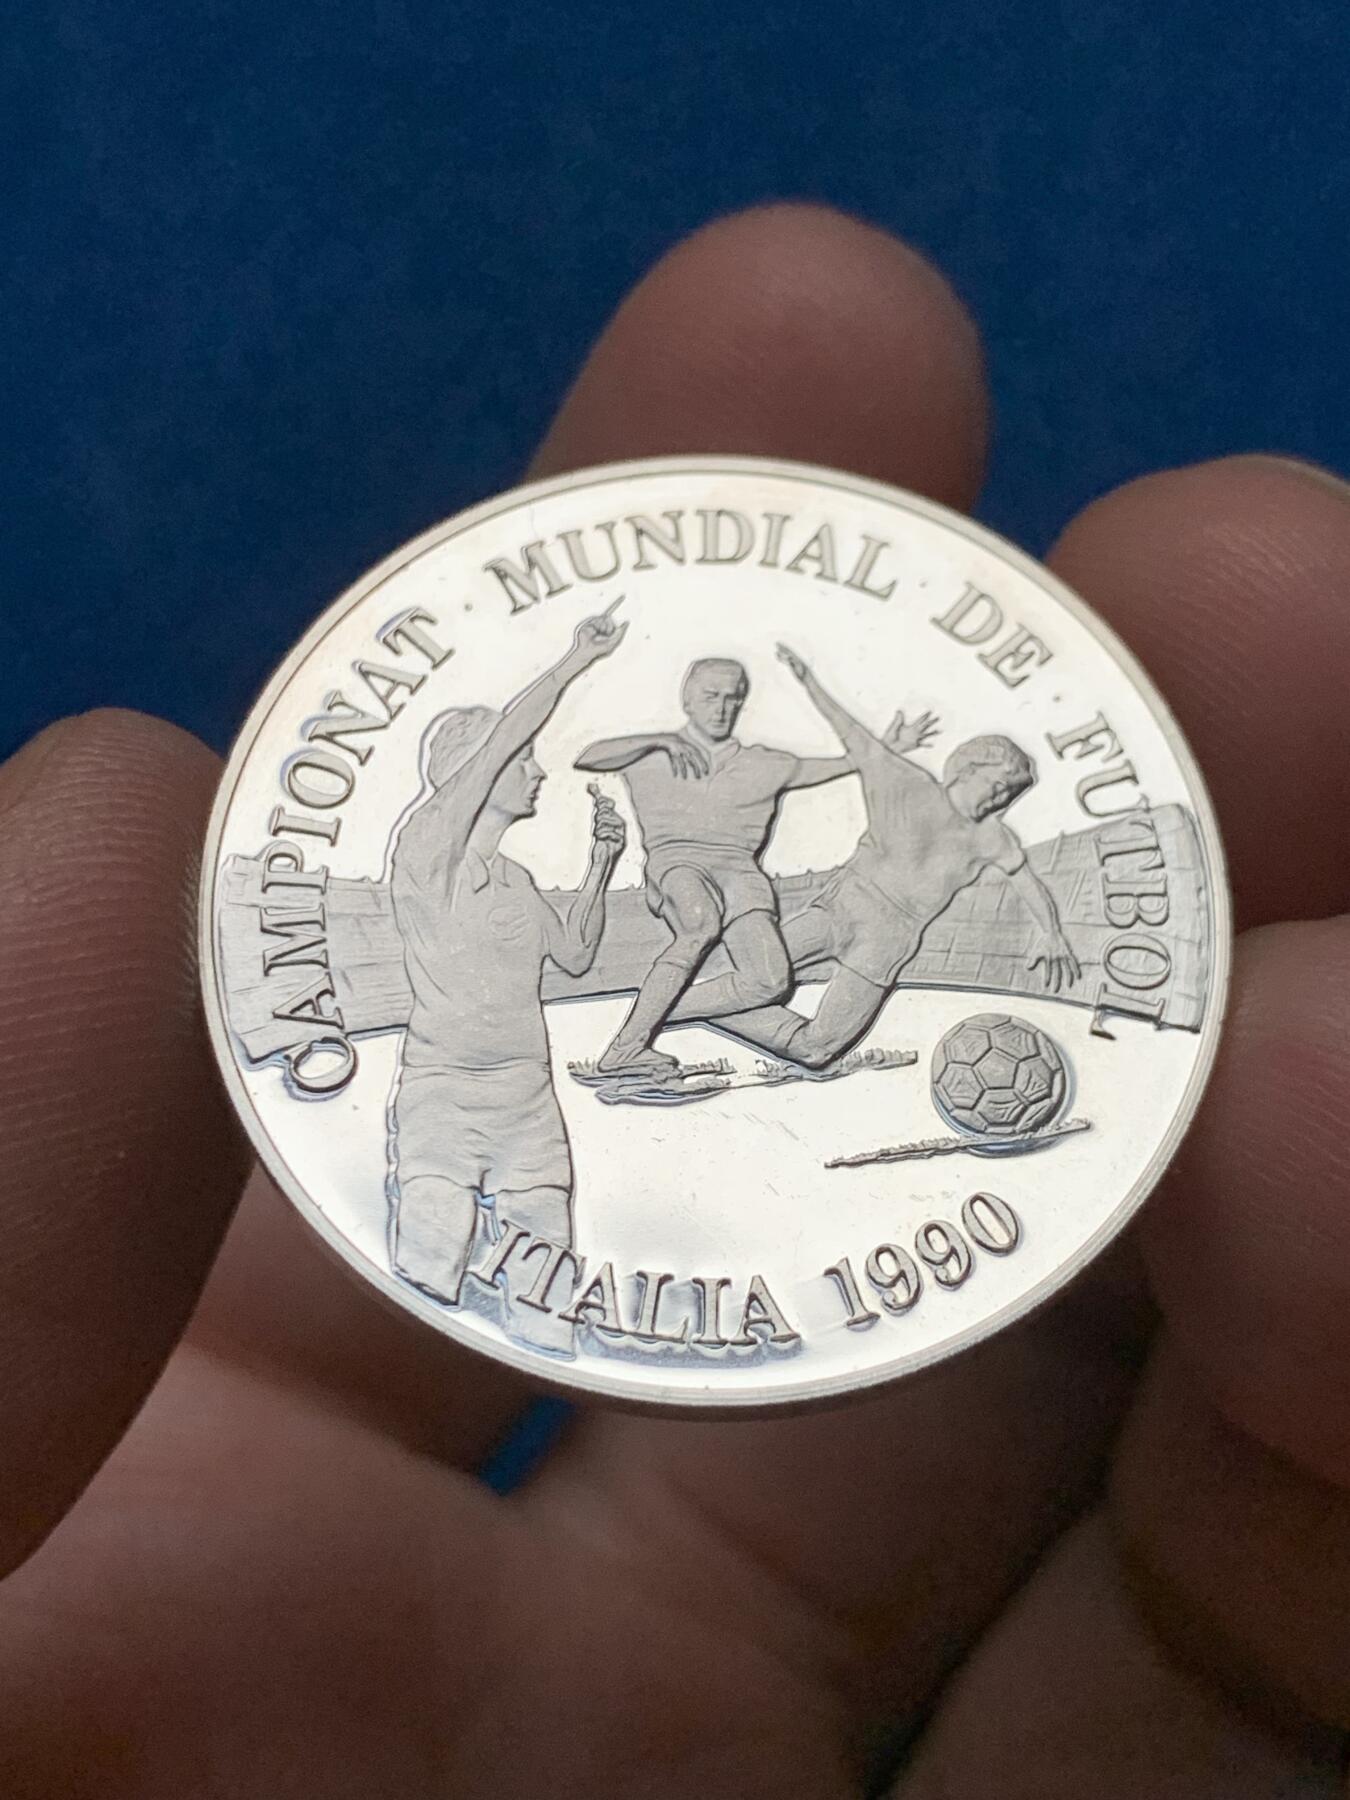 CAMPIONAT · MUNDIAL · DE · FUTBOL
ITALIA 1990